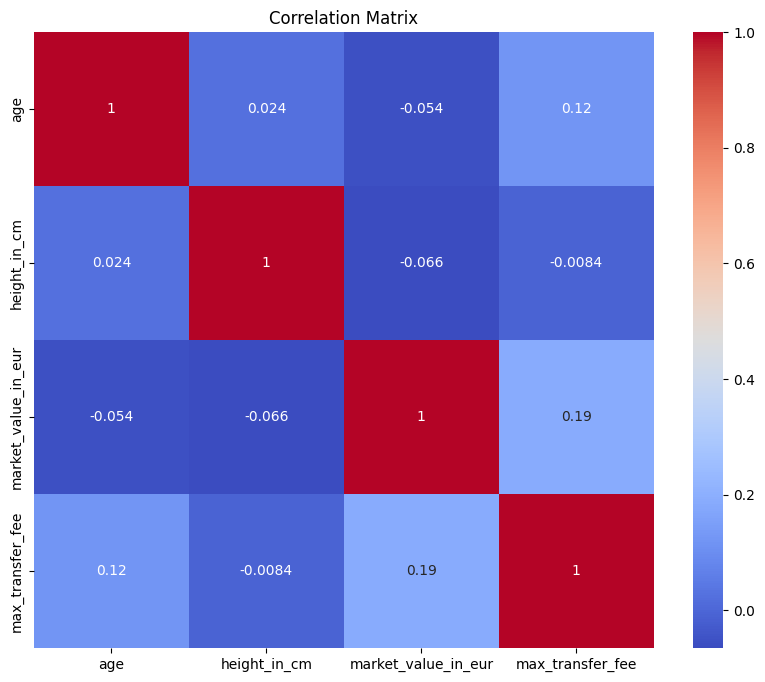 Correlation Matrix
age
1
0.024
-0.054
0.12
height_in_cm
0.024
1
-0.066
-0.0084
market_value_in_eur
-0.054
-0.066
1
0.19
max_transfer_fee
0.12
-0.0084
0.19
1
age
height_in_cm
market_value_in_eur
max_transfer_fee
1.0
0.8
0.6
0.4
0.2
0.0